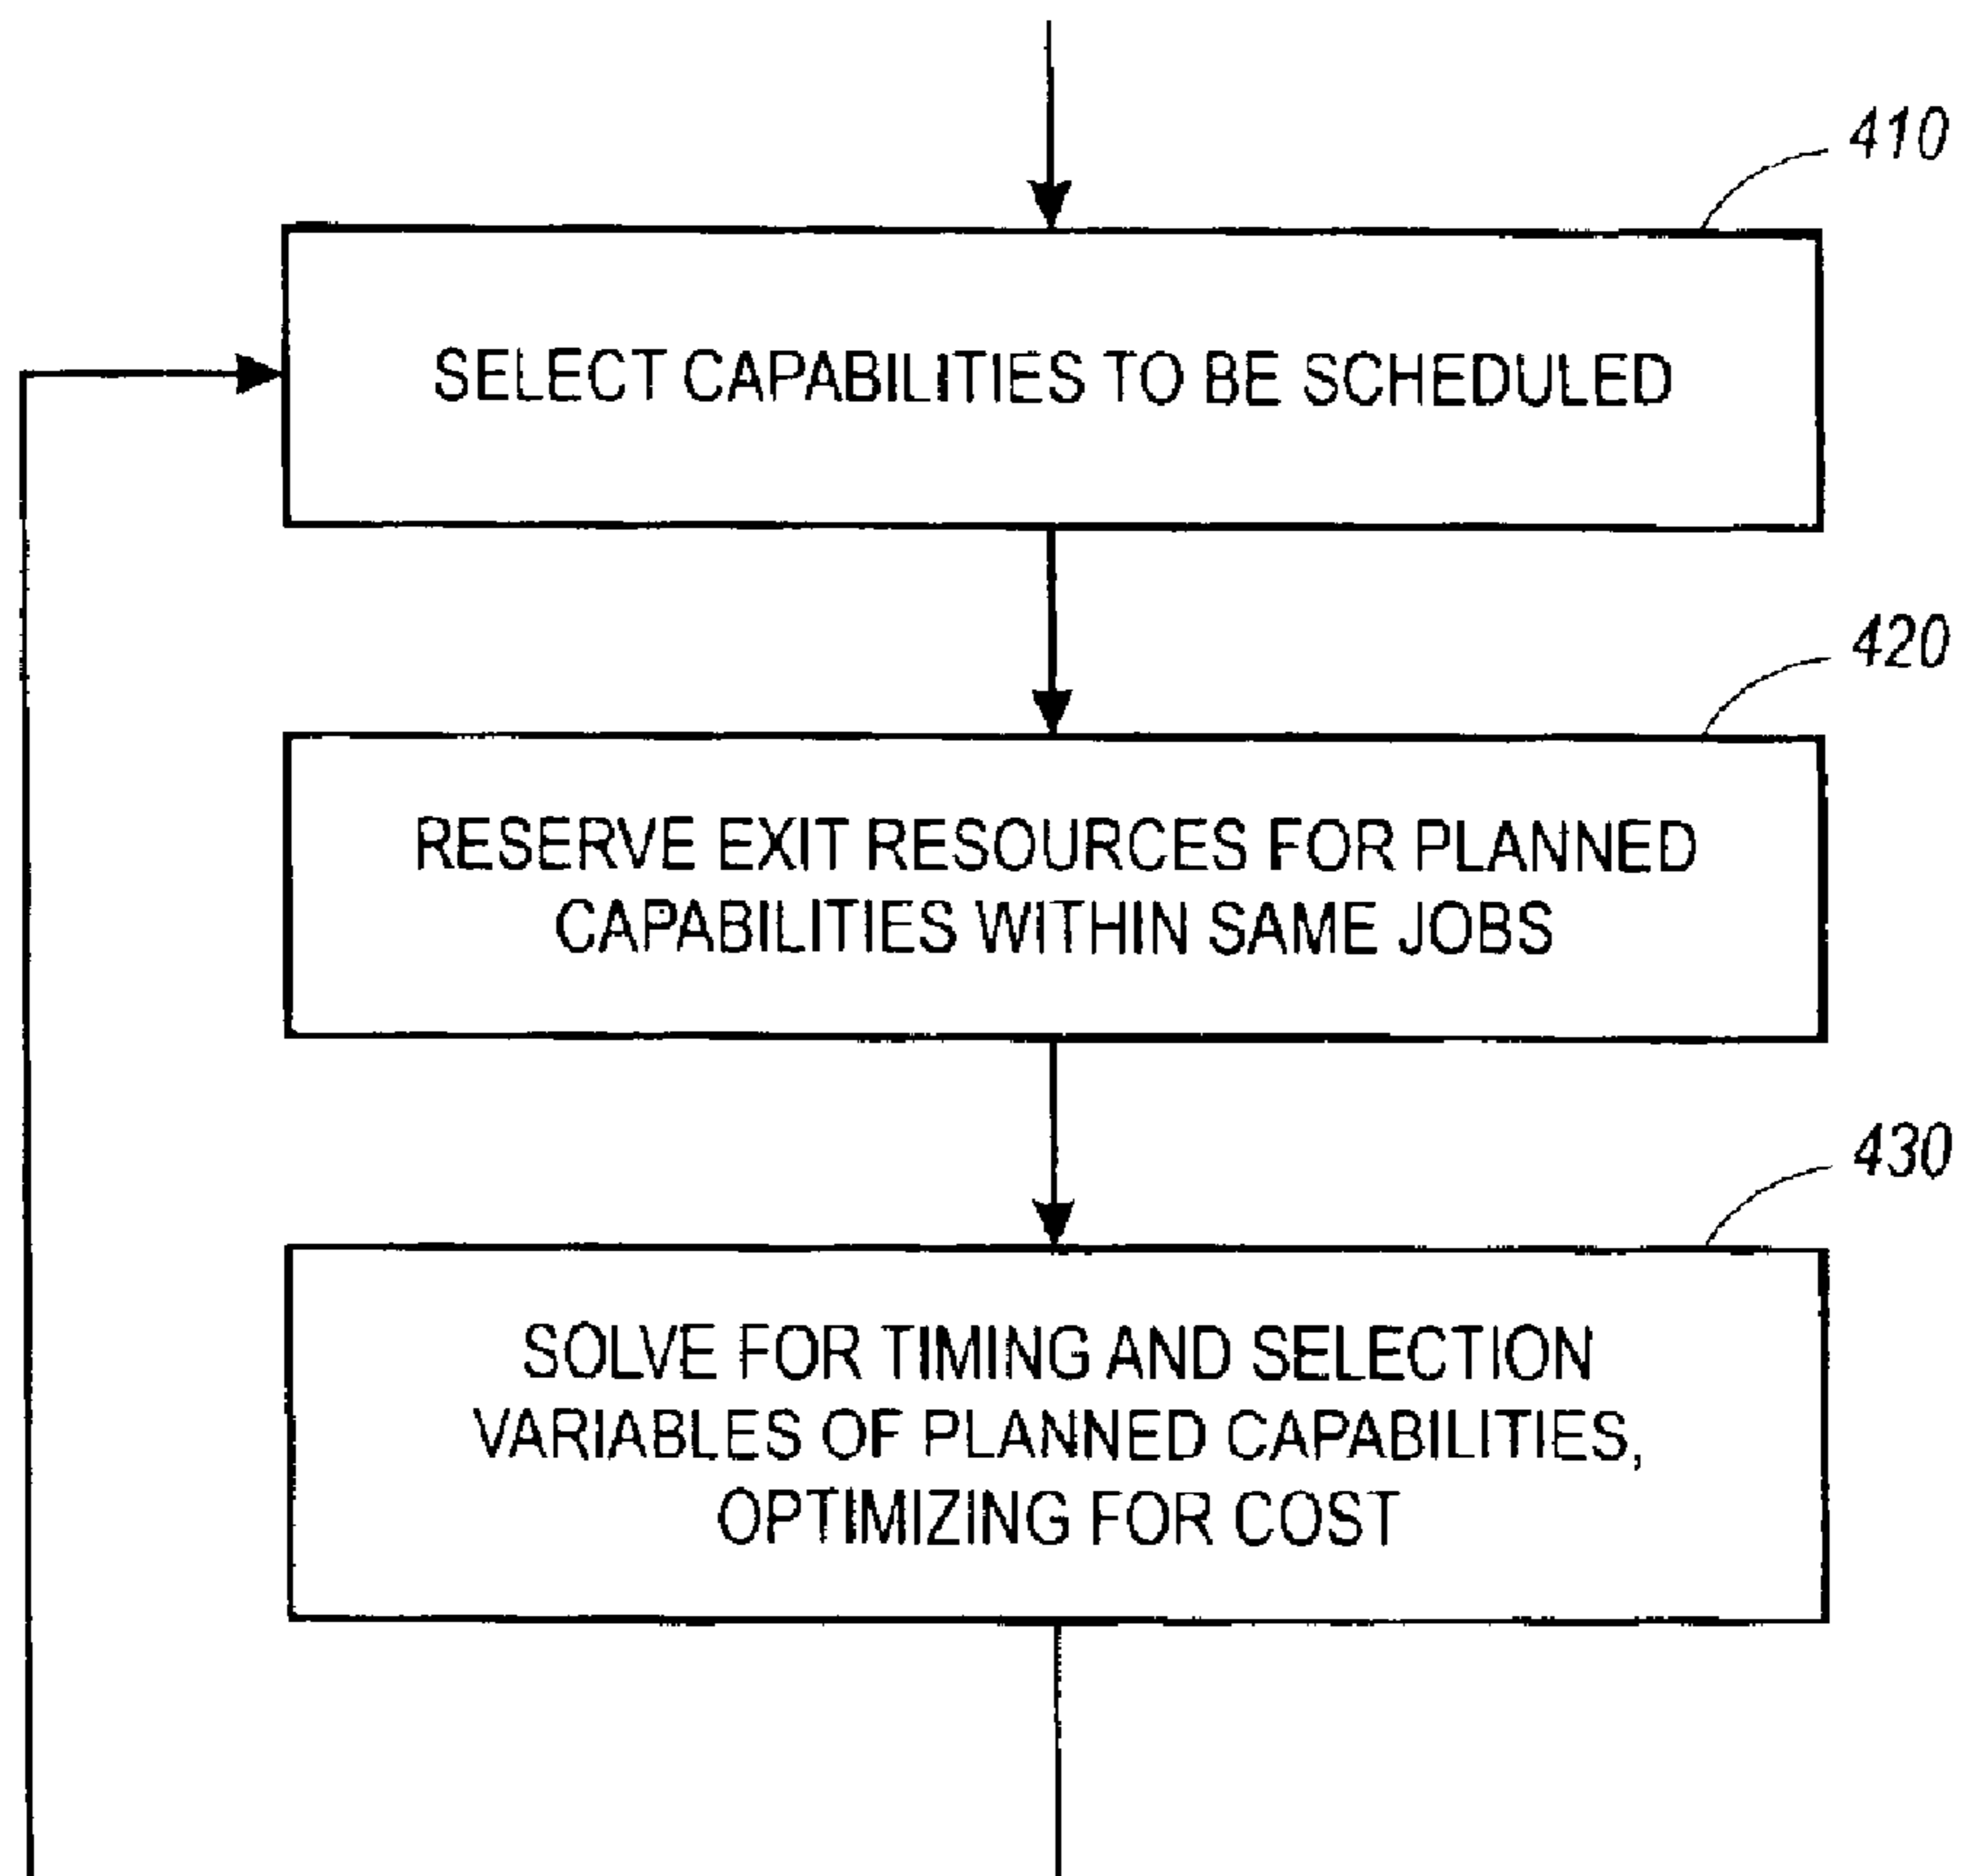 410
SELECT CAPABILITIES TO BE SCHEDULED
420
RESERVE EXIT RESOURCES FOR PLANNED
CAPABILITIES WITHIN SAME JOBS
430
SOLVE FOR TIMING AND SELECTION
VARIABLES OF PLANNED CAPABILITIES,
OPTIMIZING FOR COST